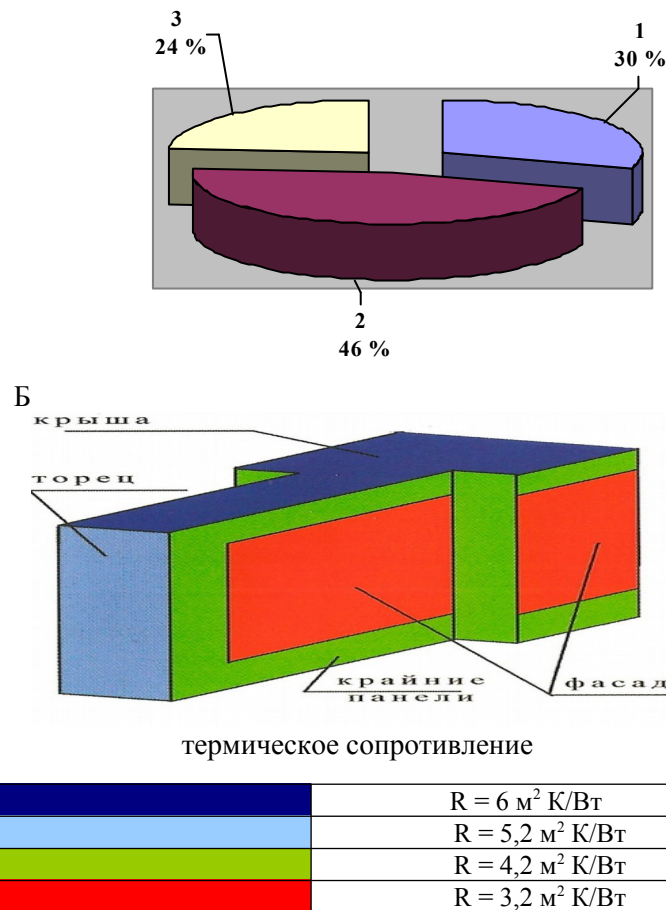 3
24 %
1
30 %
2
46 %
Б
крыша
торец
крайние
панели
фасад
термическое сопротивление
R = 6 м² К/Вт
R = 5,2 м² К/Вт
R = 4,2 м² К/Вт
R = 3,2 м² К/Вт